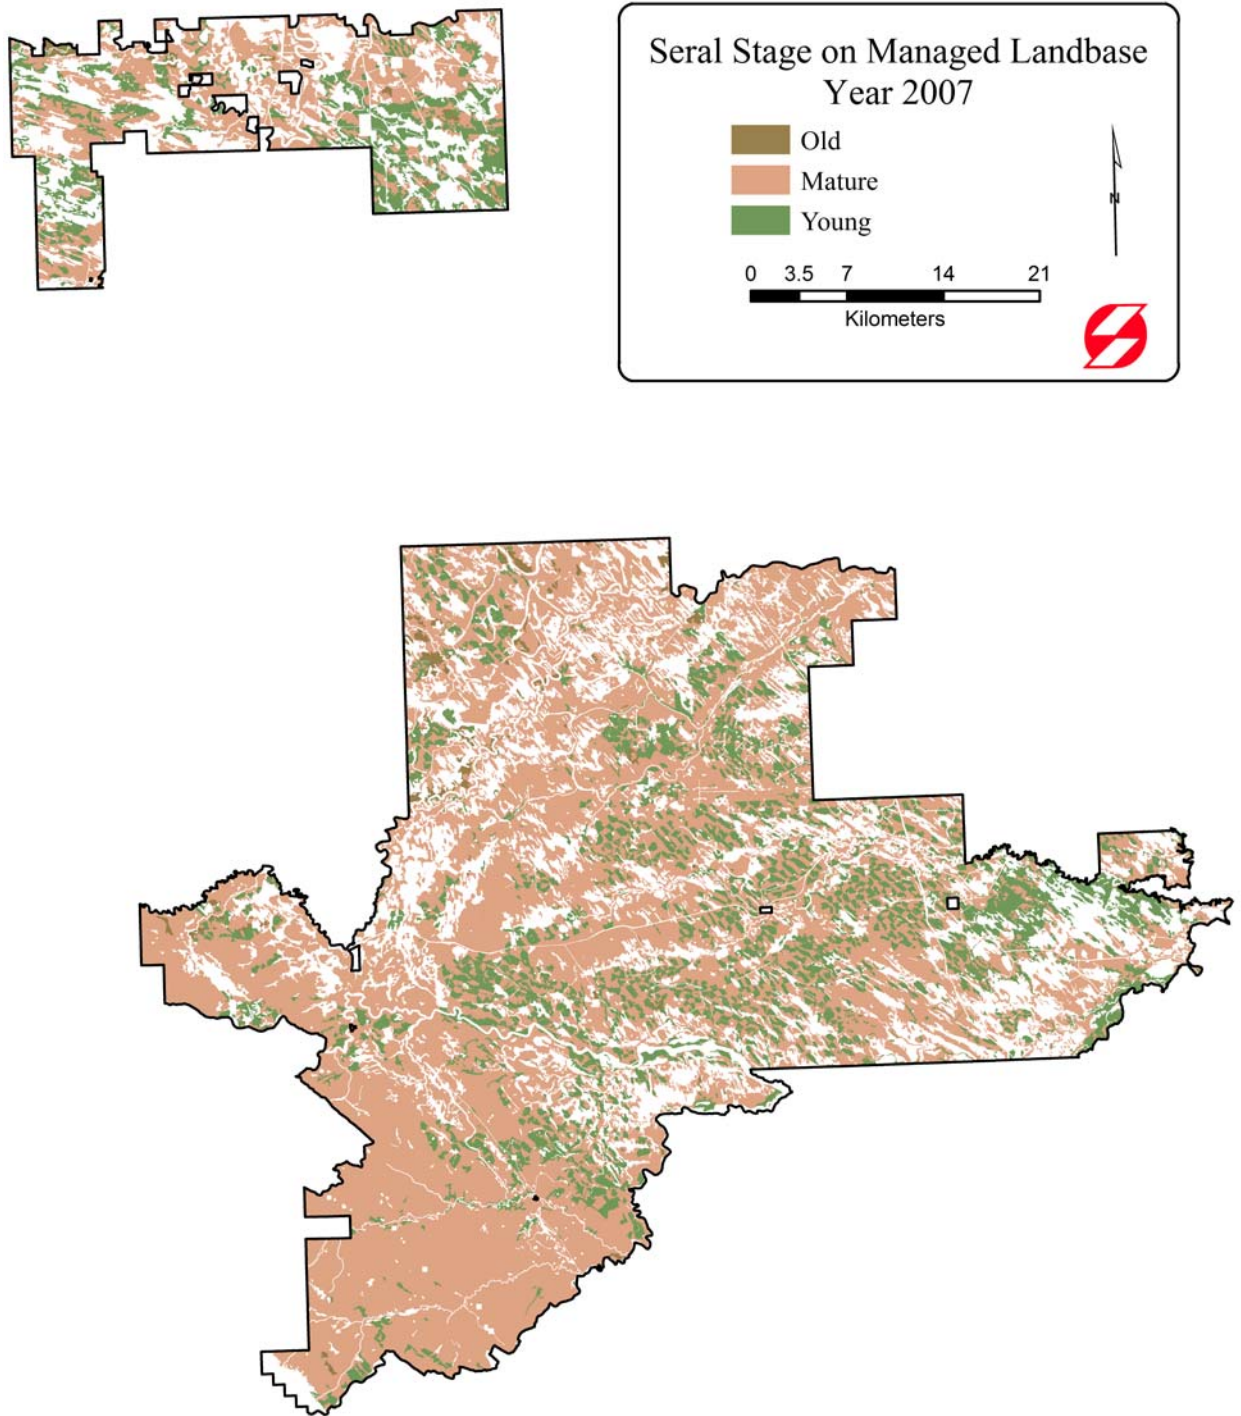 Seral Stage on Managed Landbase
Year 2007
Old
Mature
Young
N
0 3.5 7 14 21
Kilometers